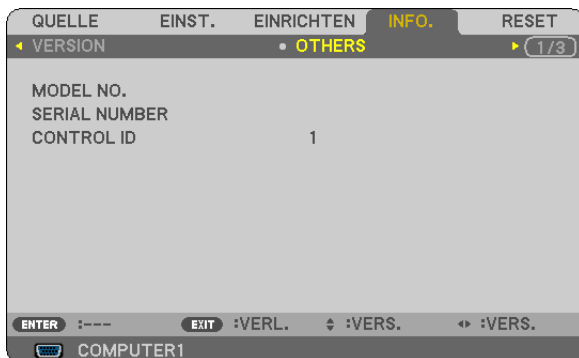 QUELLE EINST. EINRICHTEN INFO. RESET
VERSION OTHERS 1/3
MODEL NO.
SERIAL NUMBER
CONTROL ID 1
ENTER :--- EXIT :VERL. :VERS. :VERS.
COMPUTER1